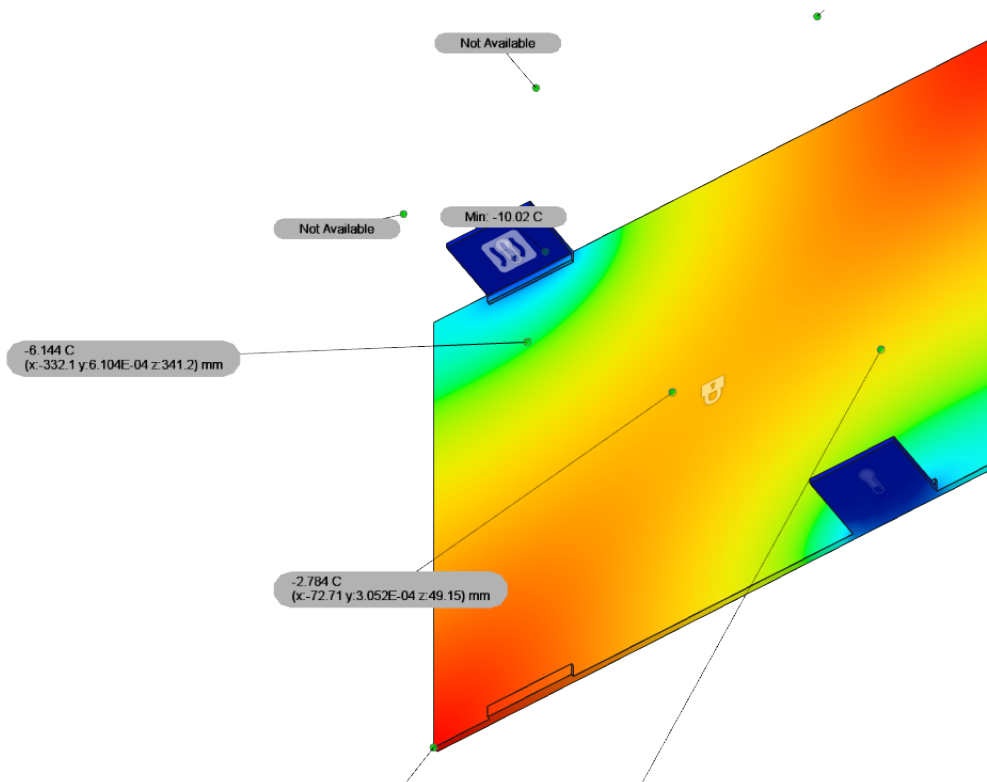 Not Available
Not Available
Min: -10.02 C
-6.144 C
(x:-332.1 y:6.104E-04 z:341.2) mm
-2.784 C
(x:-72.71 y:3.052E-04 z:49.15) mm